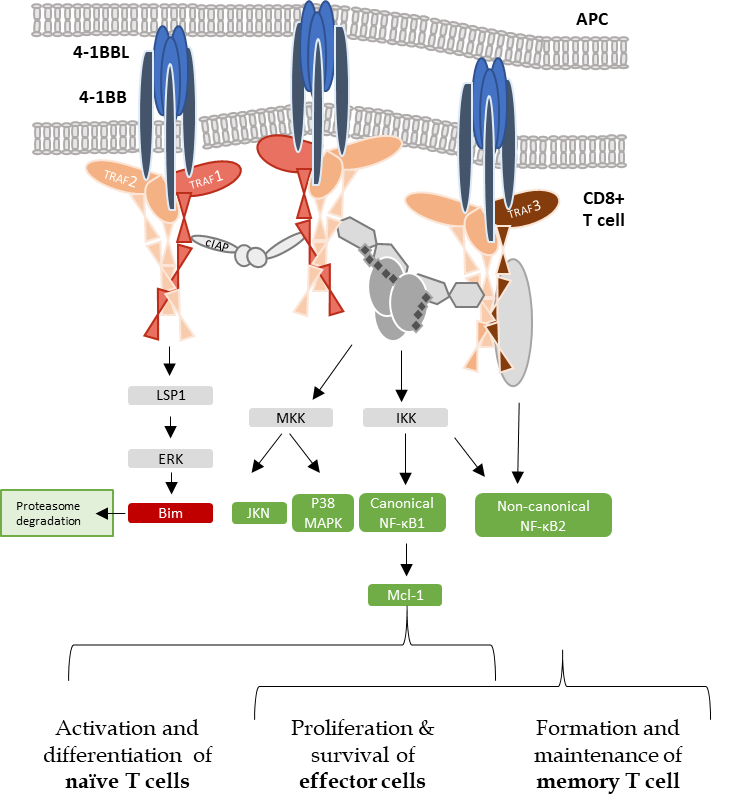 APC
4-1BBL
4-1BB
TRAF2
TRAF1
CD8+
T cell
TRAF3
cIAP
LSP1
MKK
IKK
ERK
Proteasome
degradation
Bim
JKN
P38
MAPK
Canonical
NF-κB1
Non-canonical
NF-κB2
Mcl-1
Activation and
differentiation of
naïve T cells
Proliferation &
survival of
effector cells
Formation and
maintenance of
memory T cell